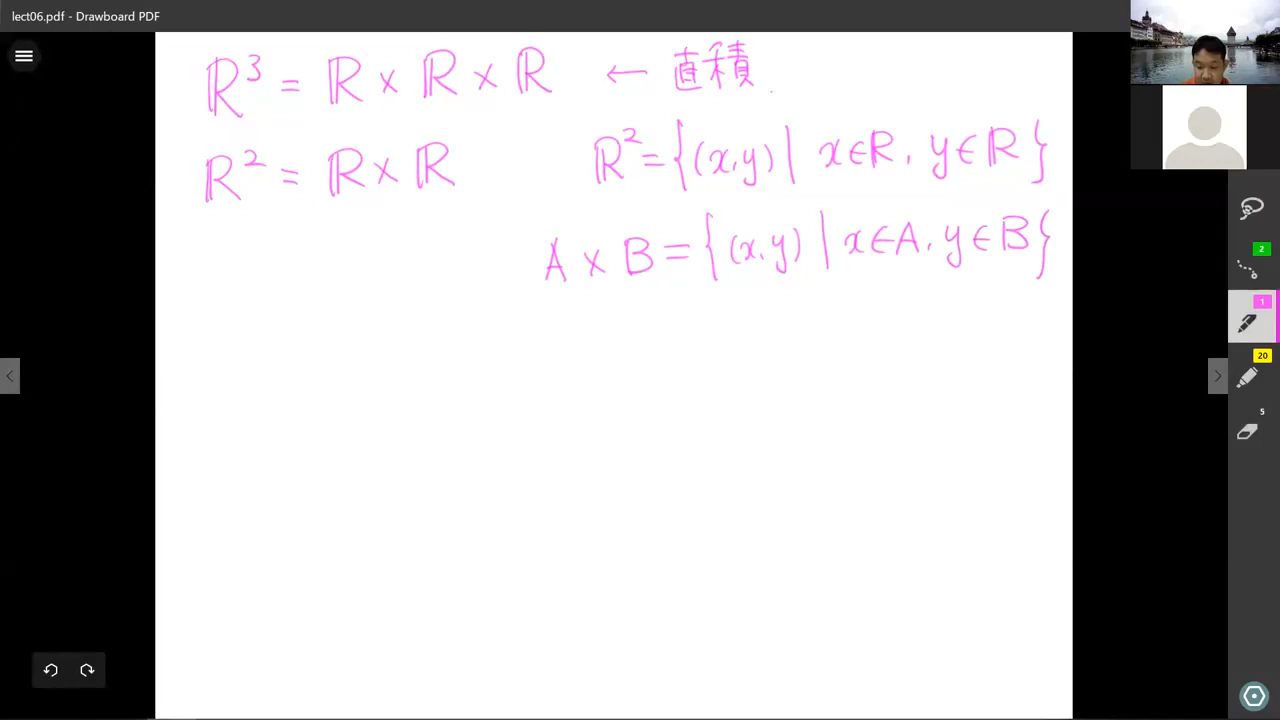 lect06.pdf - Drawboard PDF
ℝ³ = ℝ × ℝ × ℝ ← 直積
ℝ² = ℝ × ℝ
ℝ² = {(x,y) | x∈ℝ, y∈ℝ}
A × B = {(x,y) | x∈A, y∈B}
2
1
20
5